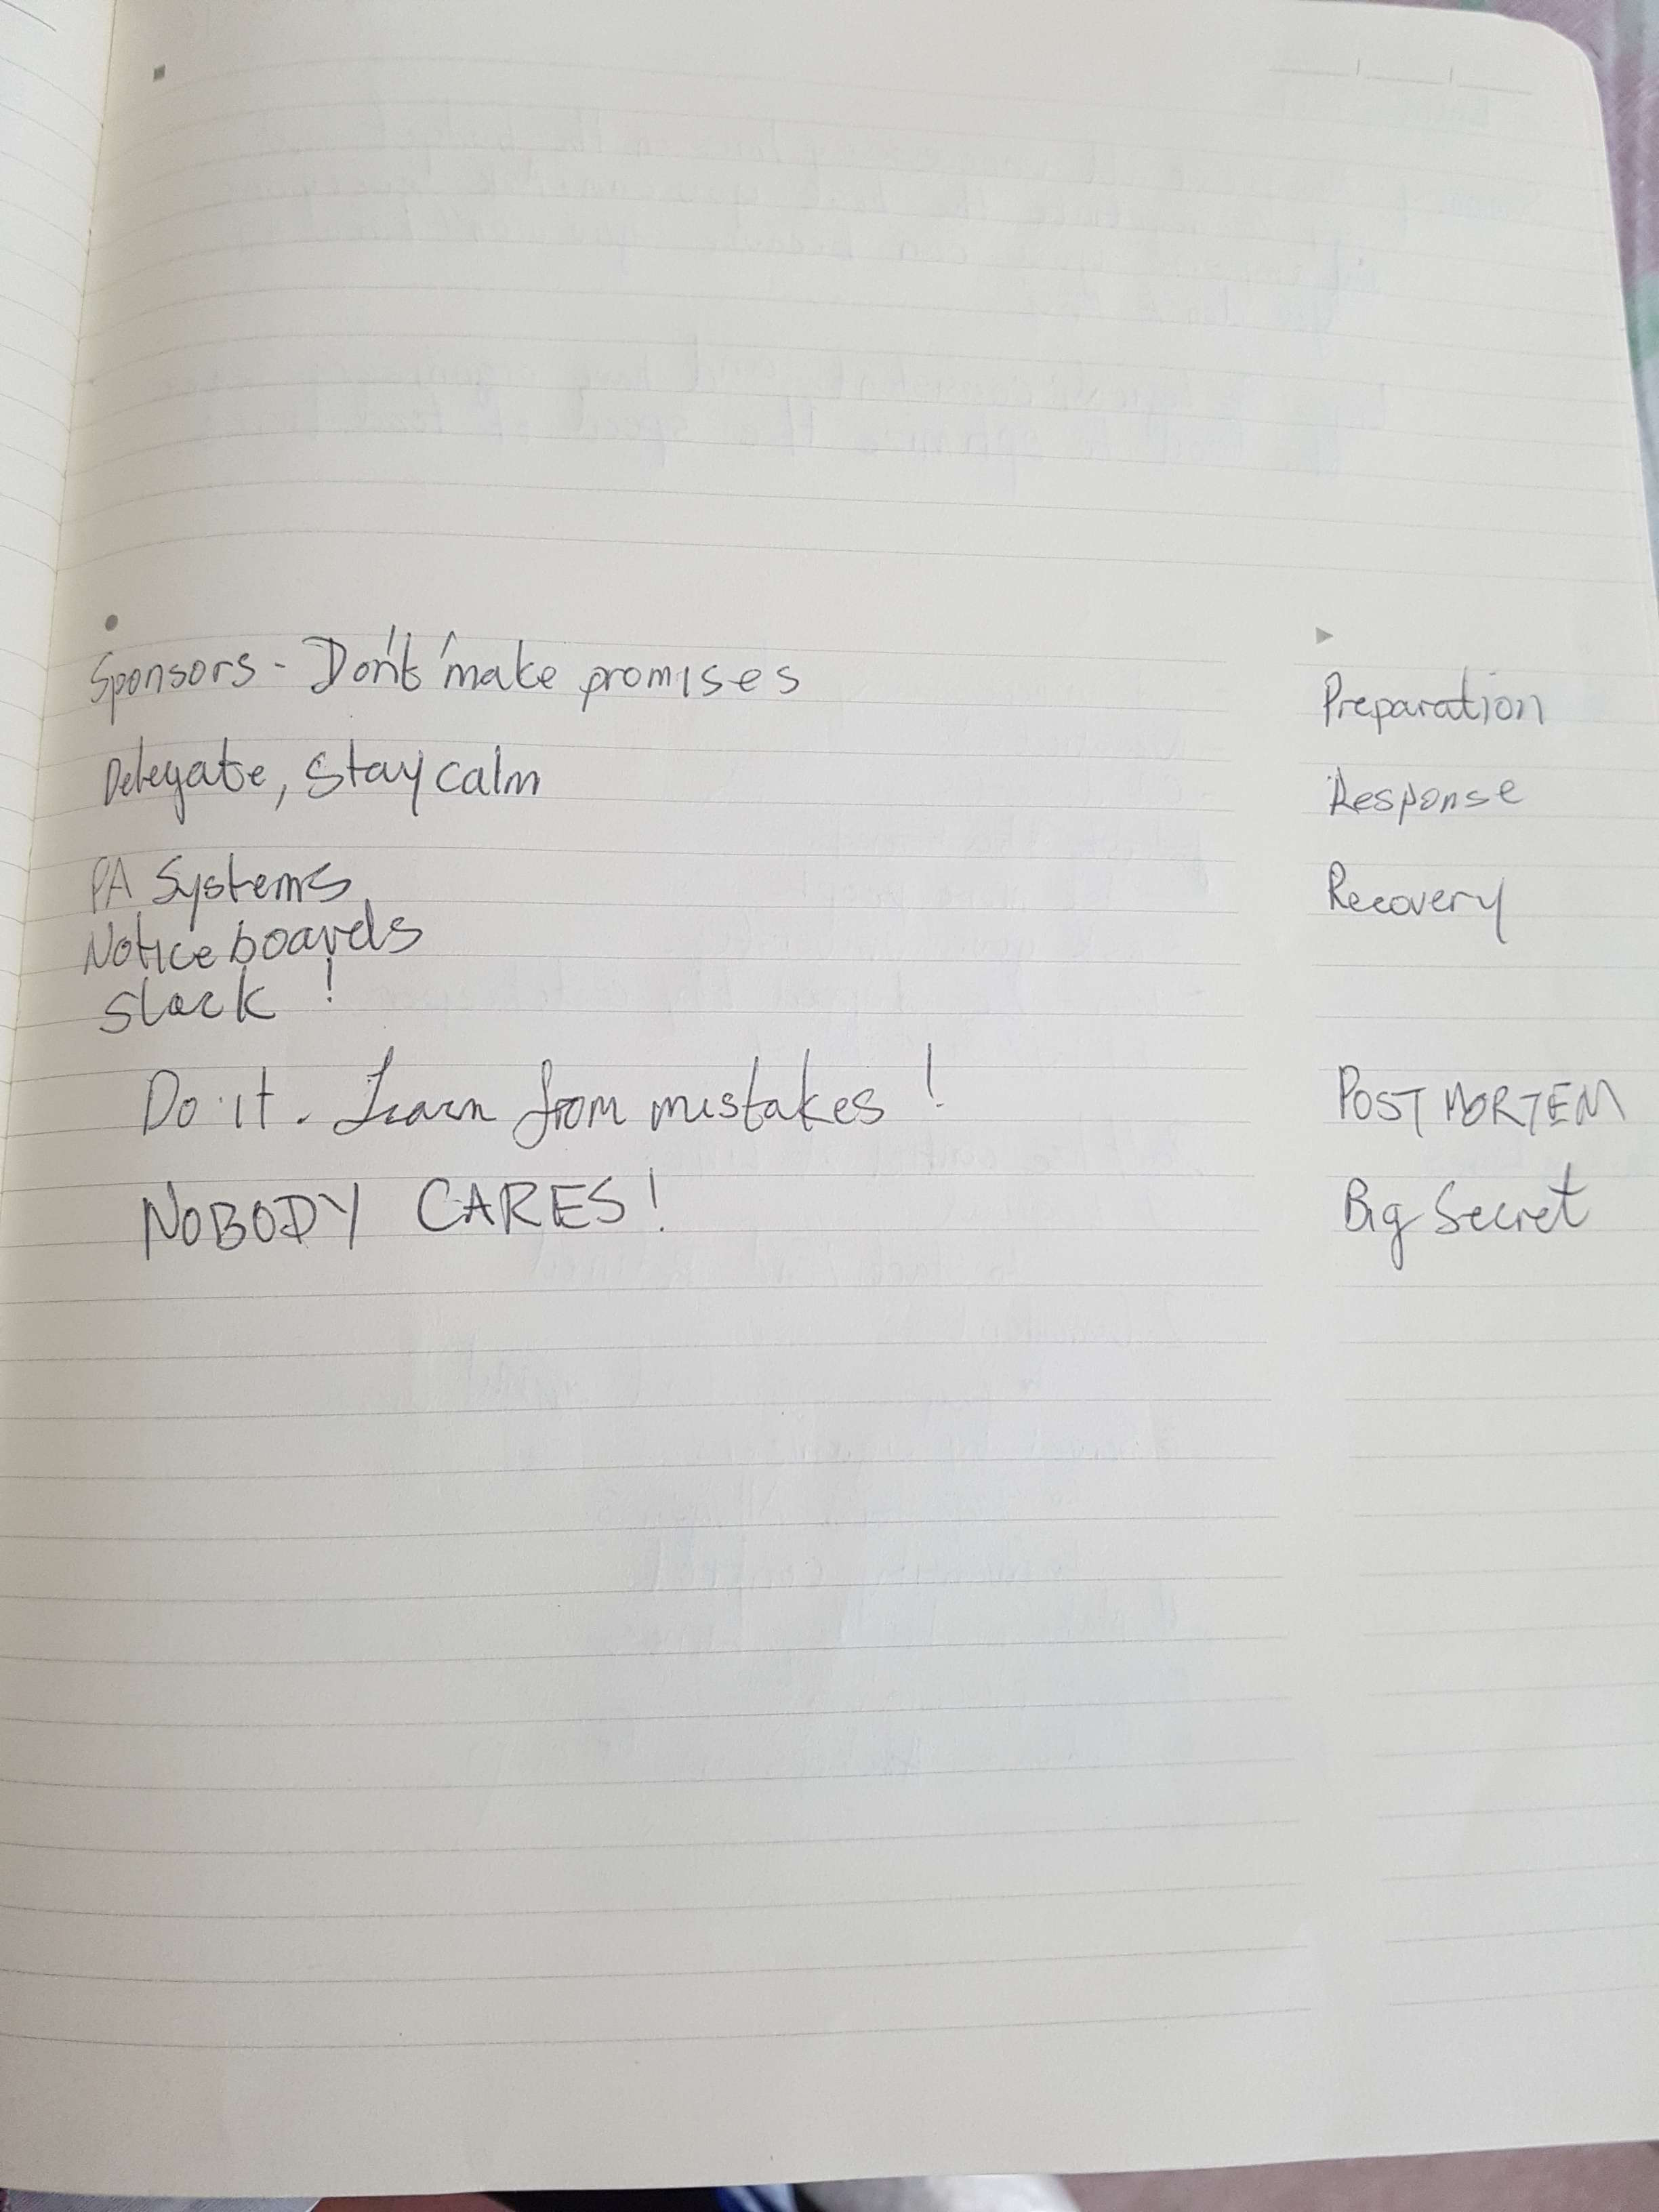 Sponsors - Don't 'make promises
Preparation
Delegate, Stay calm
Response
PA Systems
Recovery
Notice boards
Slack !
Do it. Learn from mistakes!
POST MORTEM
NOBODY CARES!
Big Secret